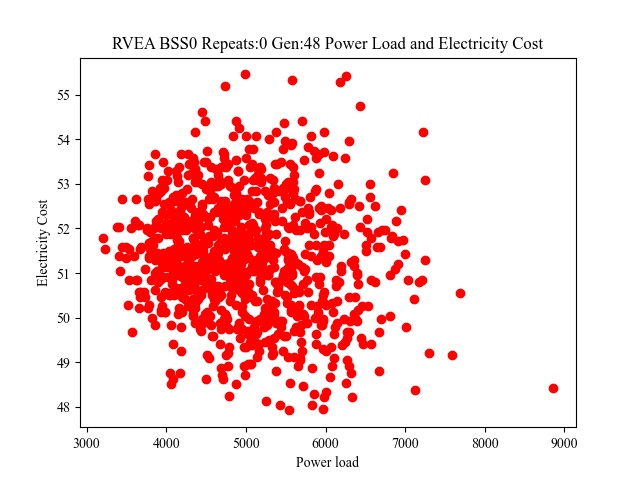 RVEA BSS0 Repeats:0 Gen:48 Power Load and Electricity Cost
55
54
53
52
51
50
49
48
Electricity Cost
3000 4000 5000 6000 7000 8000 9000
Power load